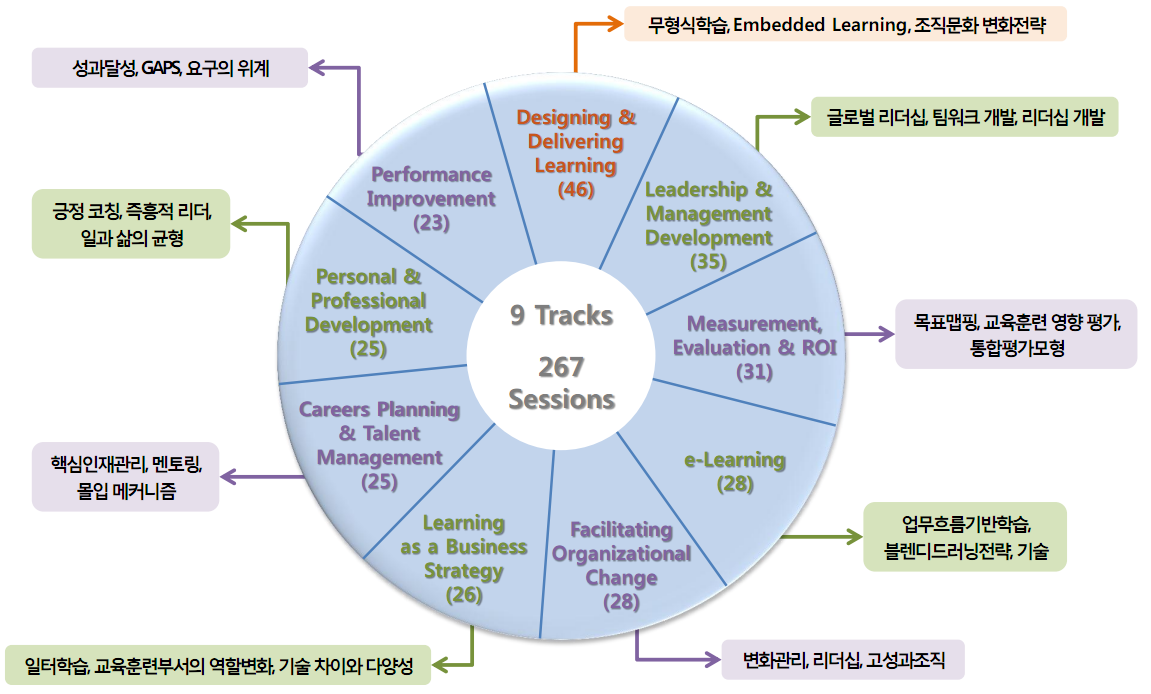 무형식학습, Embedded Learning, 조직문화 변화전략
성과달성, GAPS, 요구의 위계
글로벌 리더십, 팀워크 개발, 리더십 개발
긍정 코칭, 즉흥적 리더,
일과 삶의 균형
목표맵핑, 교육훈련 영향 평가,
통합평가모형
핵심인재관리, 멘토링,
몰입 메커니즘
업무흐름기반학습,
블렌디드러닝전략, 기술
일터학습, 교육훈련부서의 역할변화, 기술 차이와 다양성
변화관리, 리더십, 고성과조직
Designing &
Delivering
Learning
(46)
Leadership &
Management
Development
(35)
Measurement,
Evaluation & ROI
(31)
e-Learning
(28)
Facilitating
Organizational
Change
(28)
Learning
as a Business
Strategy
(26)
Careers Planning
& Talent
Management
(25)
Personal &
Professional
Development
(25)
Performance
Improvement
(23)
9 Tracks
267
Sessions